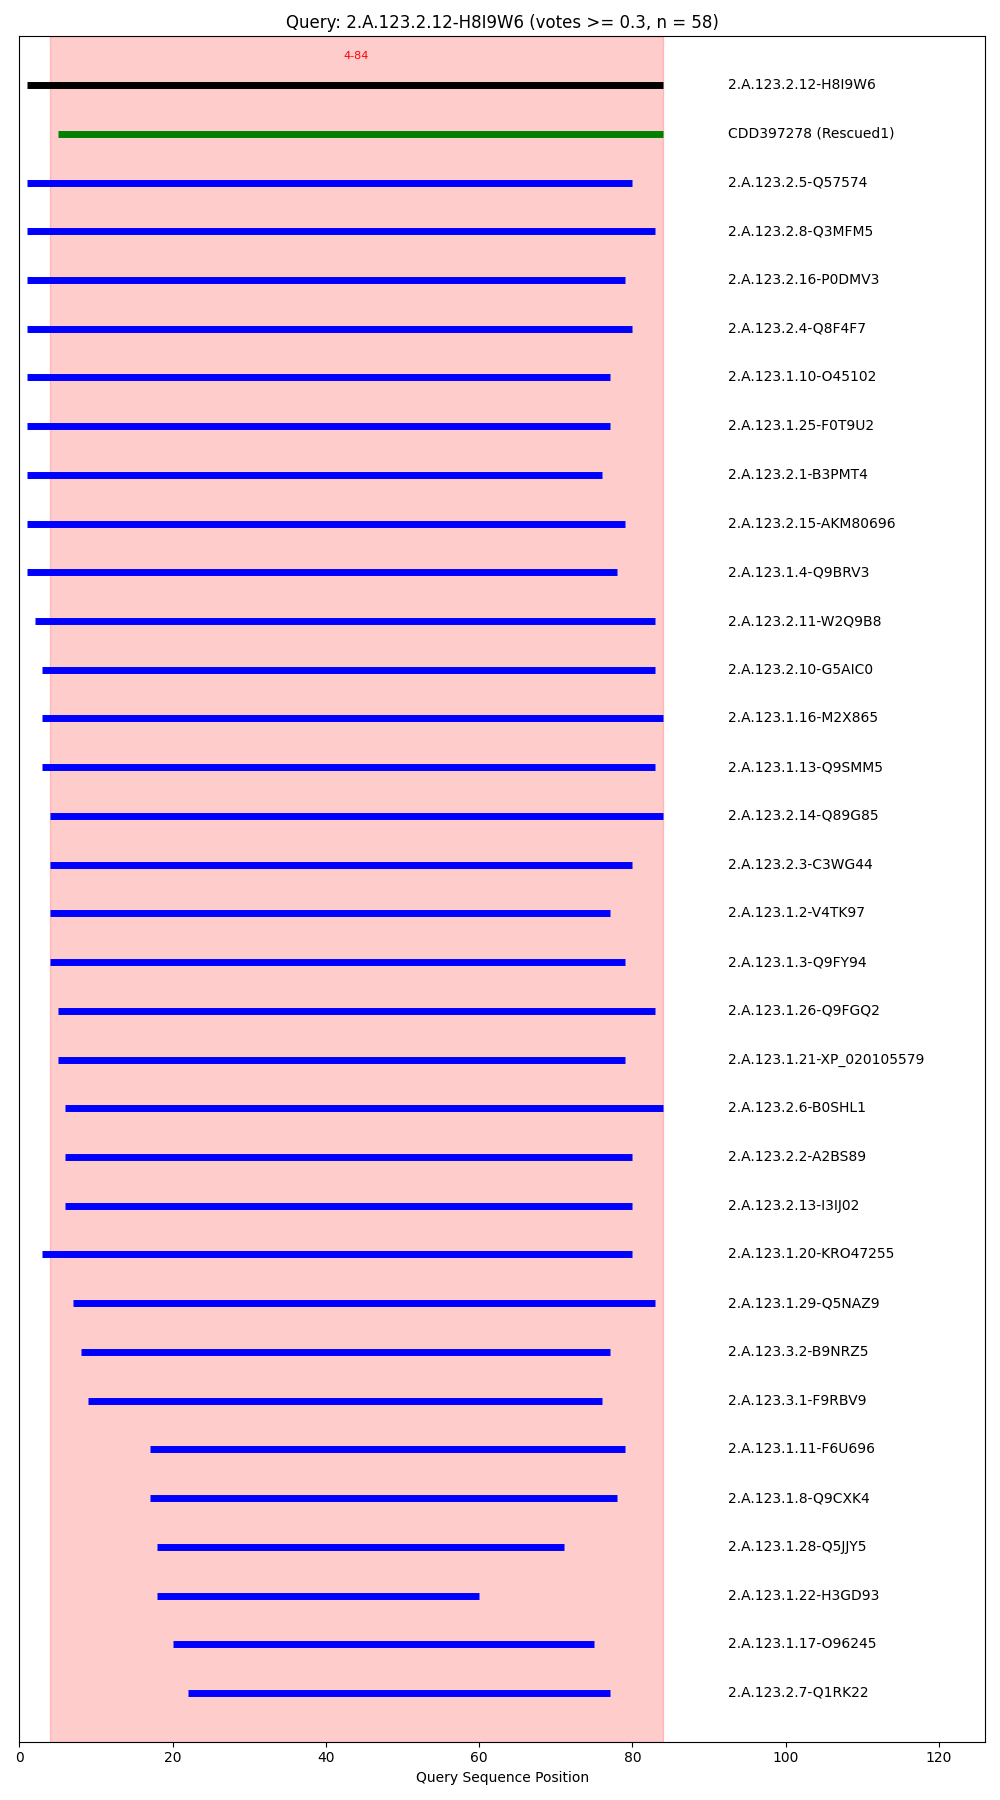 Query: 2.A.123.2.12-H8I9W6 (votes >= 0.3, n = 58)
4-84
2.A.123.2.12-H8I9W6
CDD397278 (Rescued1)
2.A.123.2.5-Q57574
2.A.123.2.8-Q3MFM5
2.A.123.2.16-P0DMV3
2.A.123.2.4-Q8F4F7
2.A.123.1.10-O45102
2.A.123.1.25-F0T9U2
2.A.123.2.1-B3PMT4
2.A.123.2.15-AKM80696
2.A.123.1.4-Q9BRV3
2.A.123.2.11-W2Q9B8
2.A.123.2.10-G5AIC0
2.A.123.1.16-M2X865
2.A.123.1.13-Q9SMM5
2.A.123.2.14-Q89G85
2.A.123.2.3-C3WG44
2.A.123.1.2-V4TK97
2.A.123.1.3-Q9FY94
2.A.123.1.26-Q9FGQ2
2.A.123.1.21-XP_020105579
2.A.123.2.6-B0SHL1
2.A.123.2.2-A2BS89
2.A.123.2.13-I3IJ02
2.A.123.1.20-KRO47255
2.A.123.1.29-Q5NAZ9
2.A.123.3.2-B9NRZ5
2.A.123.3.1-F9RBV9
2.A.123.1.11-F6U696
2.A.123.1.8-Q9CXK4
2.A.123.1.28-Q5JJY5
2.A.123.1.22-H3GD93
2.A.123.1.17-O96245
2.A.123.2.7-Q1RK22
0 20 40 60 80 100 120
Query Sequence Position